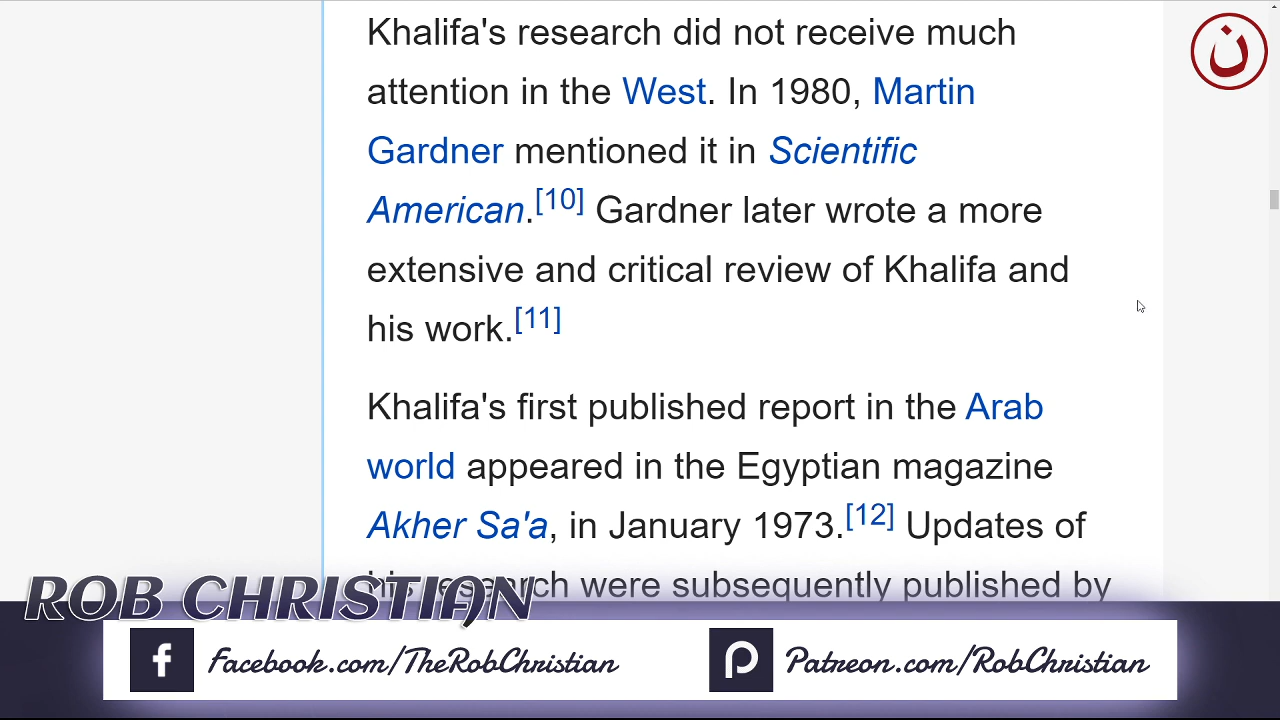 Khalifa's research did not receive much
attention in the West. In 1980, Martin
Gardner mentioned it in Scientific
American.[10] Gardner later wrote a more
extensive and critical review of Khalifa and
his work.[11]
Khalifa's first published report in the Arab
world appeared in the Egyptian magazine
Akher Sa'a, in January 1973.[12] Updates of
his research were subsequently published by
ن
ROB CHRISTIAN
f Facebook.com/TheRobChristian
Patreon.com/RobChristian